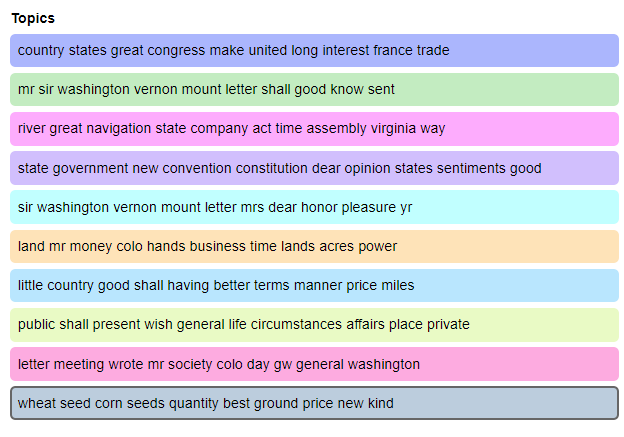 Topics
country states great congress make united long interest france trade
mr sir washington vernon mount letter shall good know sent
river great navigation state company act time assembly virginia way
state government new convention constitution dear opinion states sentiments good
sir washington vernon mount letter mrs dear honor pleasure yr
land mr money colo hands business time lands acres power
little country good shall having better terms manner price miles
public shall present wish general life circumstances affairs place private
letter meeting wrote mr society colo day gw general washington
wheat seed corn seeds quantity best ground price new kind